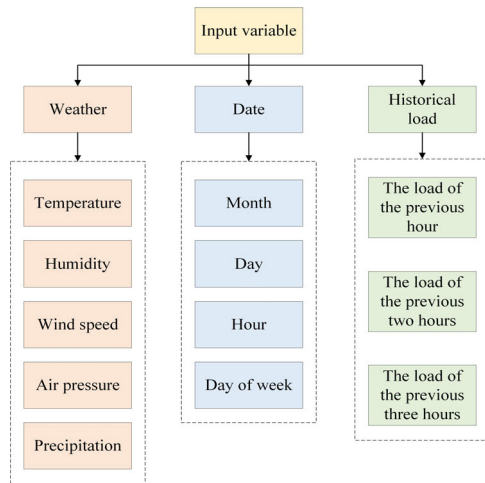 Input variable
Weather
Date
Historical
load
Temperature
Humidity
Wind speed
Air pressure
Precipitation
Month
Day
Hour
Day of week
The load of
the previous
hour
The load of
the previous
two hours
The load of
the previous
three hours